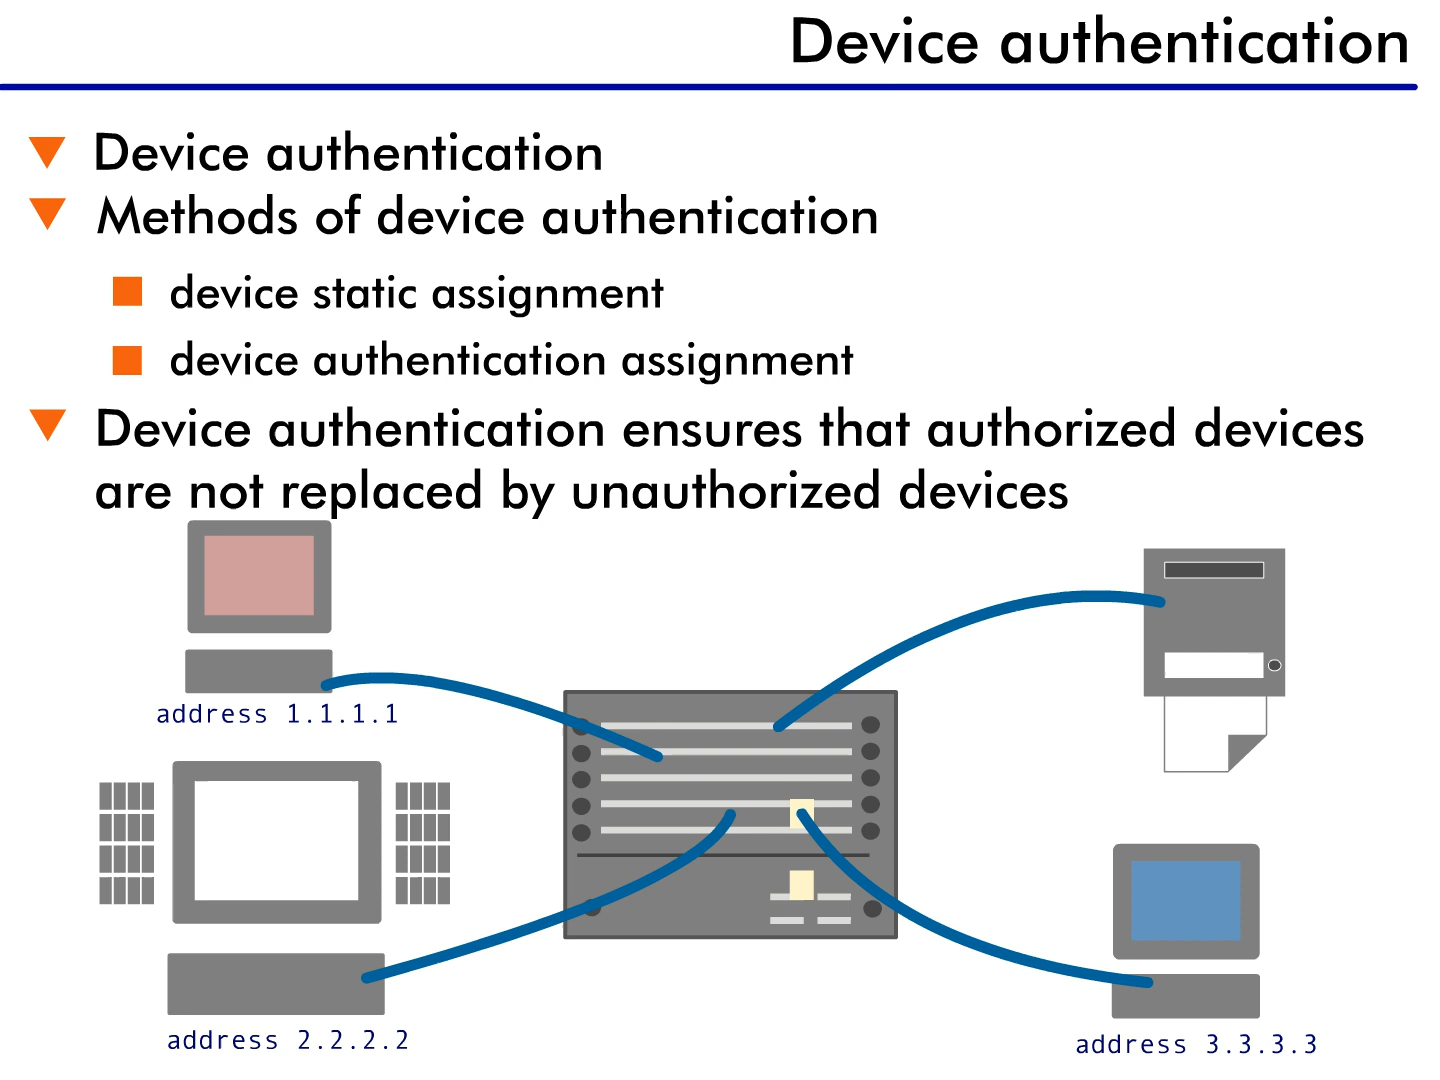 Device authentication
Device authentication
Methods of device authentication
device static assignment
device authentication assignment
Device authentication ensures that authorized devices
are not replaced by unauthorized devices
address 1.1.1.1
address 2.2.2.2
address 3.3.3.3